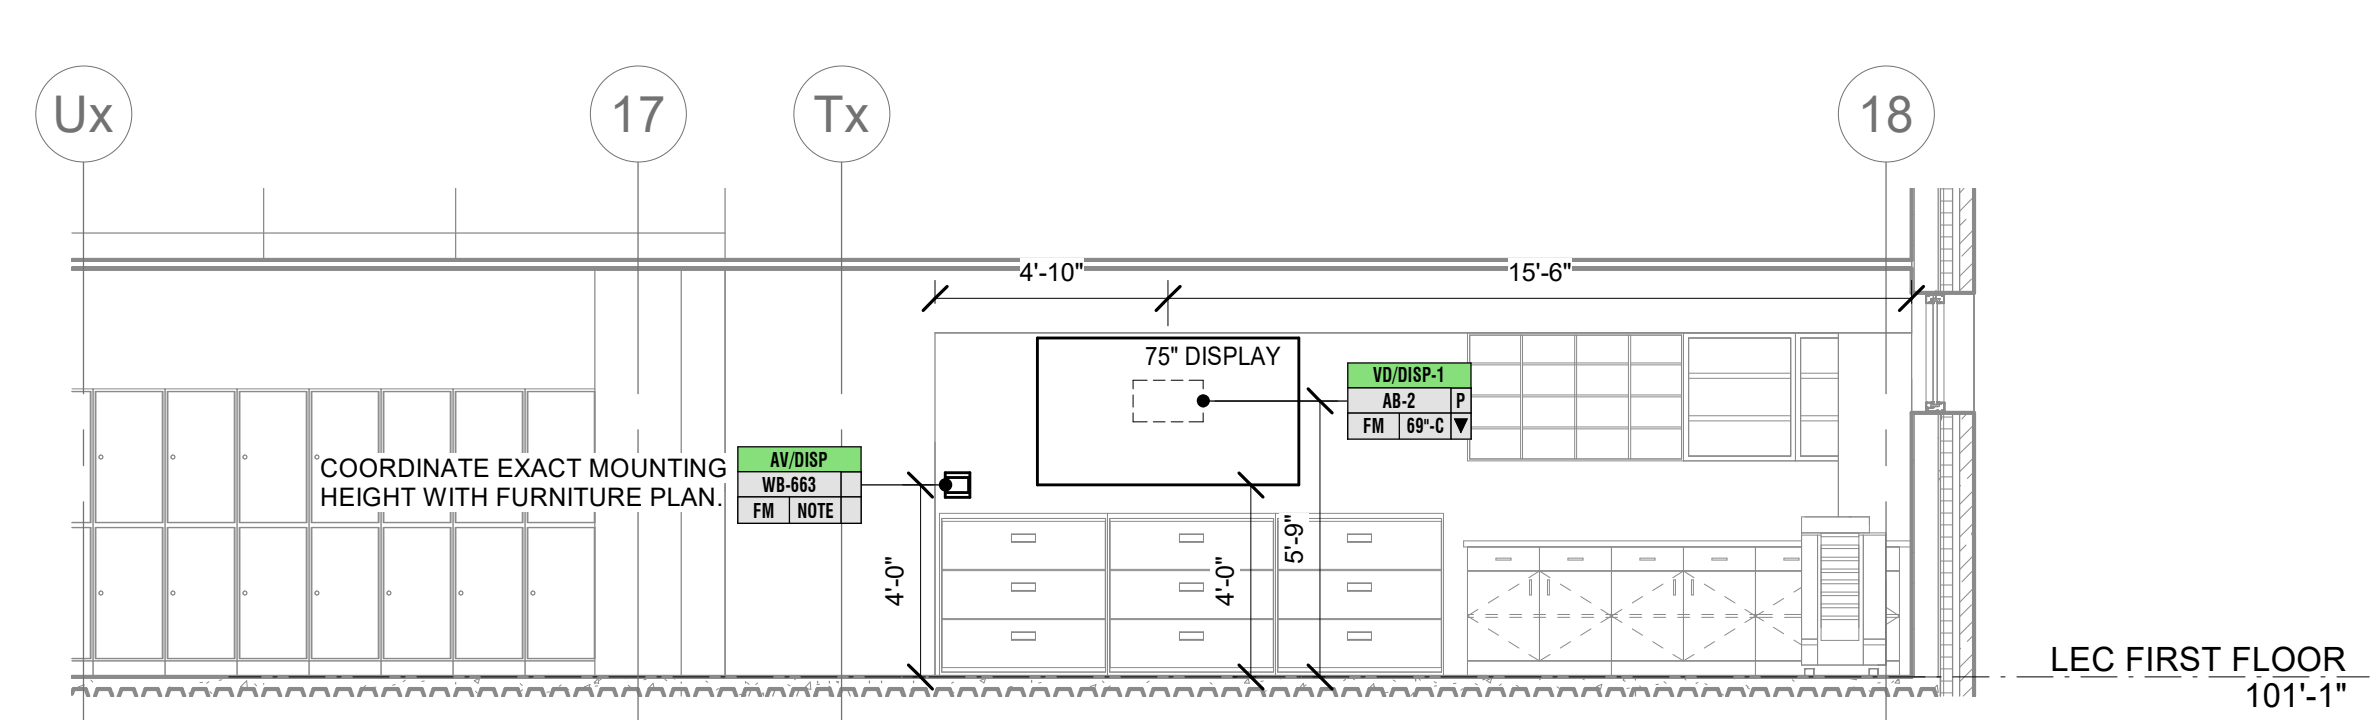 Ux
17
Tx
18
4'-10"
15'-6"
75" DISPLAY
VD/DISP-1
AB-2 P
FM 69"-C ▼
COORDINATE EXACT MOUNTING
HEIGHT WITH FURNITURE PLAN.
AV/DISP
WB-663
FM NOTE
4'-0"
4'-0"
5'-9"
LEC FIRST FLOOR
101'-1"